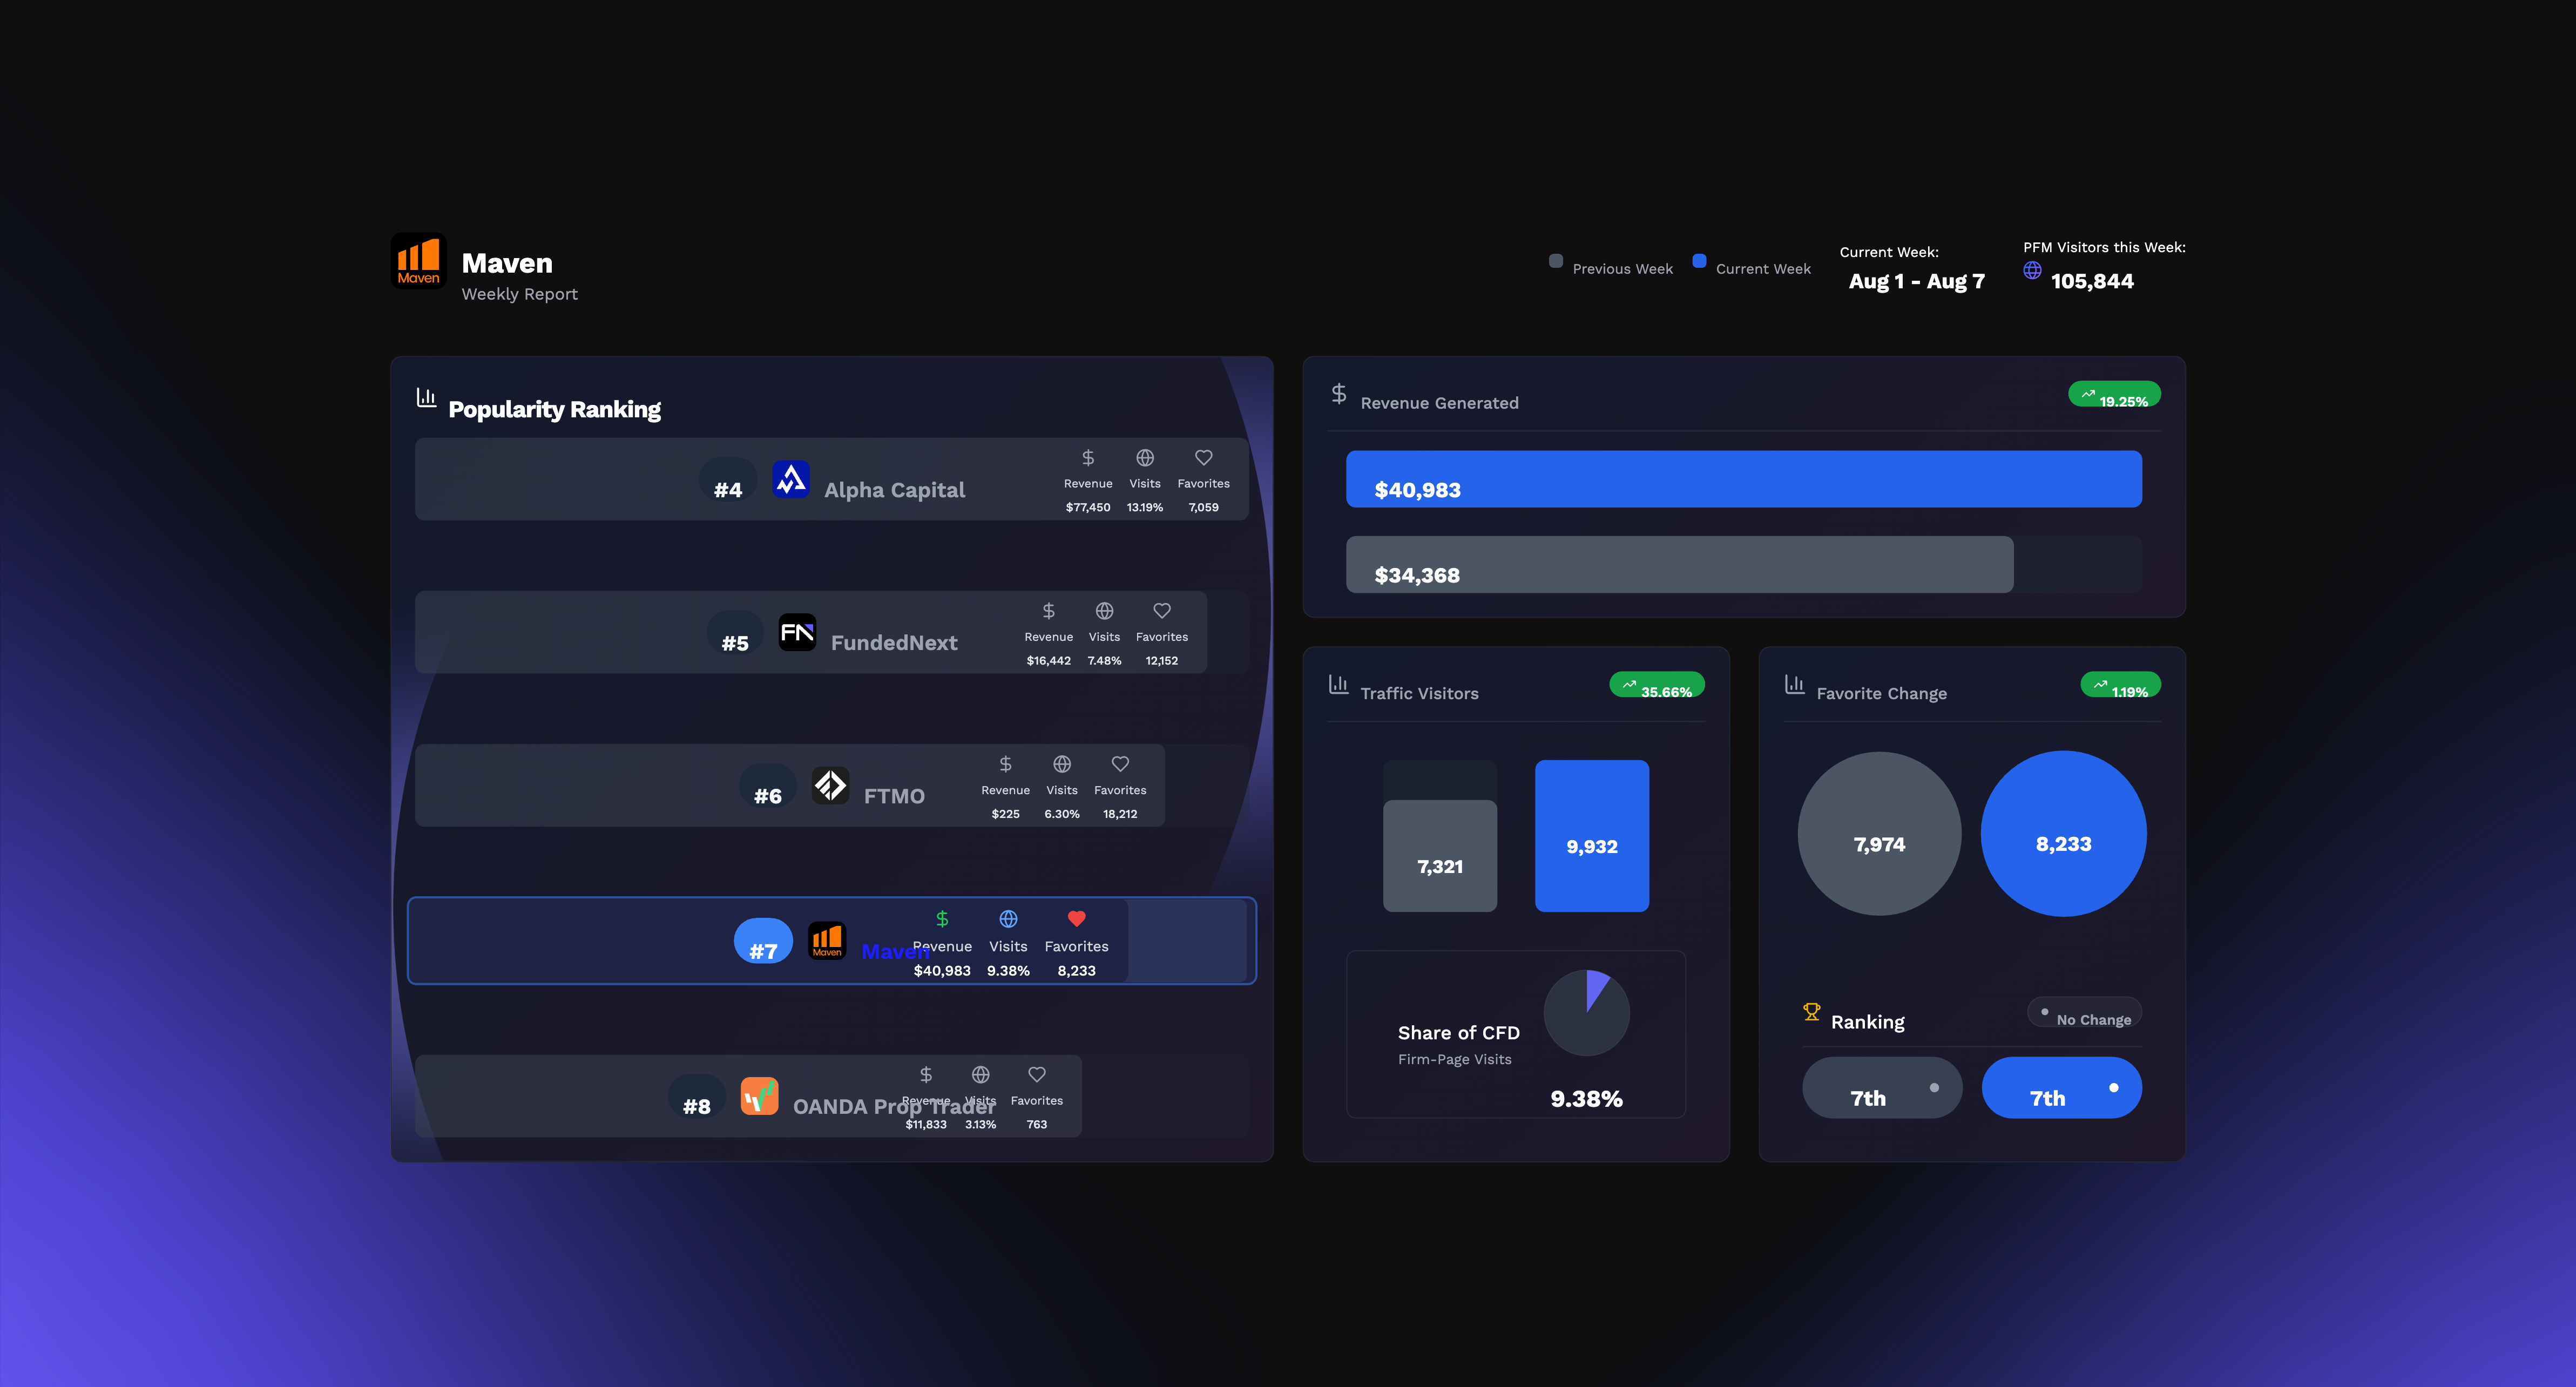 Maven
Maven
Weekly Report
Previous Week
Current Week
Current Week:
Aug 1 - Aug 7
PFM Visitors this Week:
105,844
Popularity Ranking
#4
Alpha Capital
Revenue Visits Favorites
$77,450 13.19% 7,059
#5
FN
FundedNext
Revenue Visits Favorites
$16,442 7.48% 12,152
#6
FTMO
Revenue Visits Favorites
$225 6.30% 18,212
#7
Maven
Maven
Revenue Visits Favorites
$40,983 9.38% 8,233
#8
OANDA Prop Trader
Revenue Visits Favorites
$11,833 3.13% 763
Revenue Generated
19.25%
$40,983
$34,368
Traffic Visitors
35.66%
7,321
9,932
Share of CFD
Firm-Page Visits
9.38%
Favorite Change
1.19%
7,974
8,233
Ranking
No Change
7th
7th